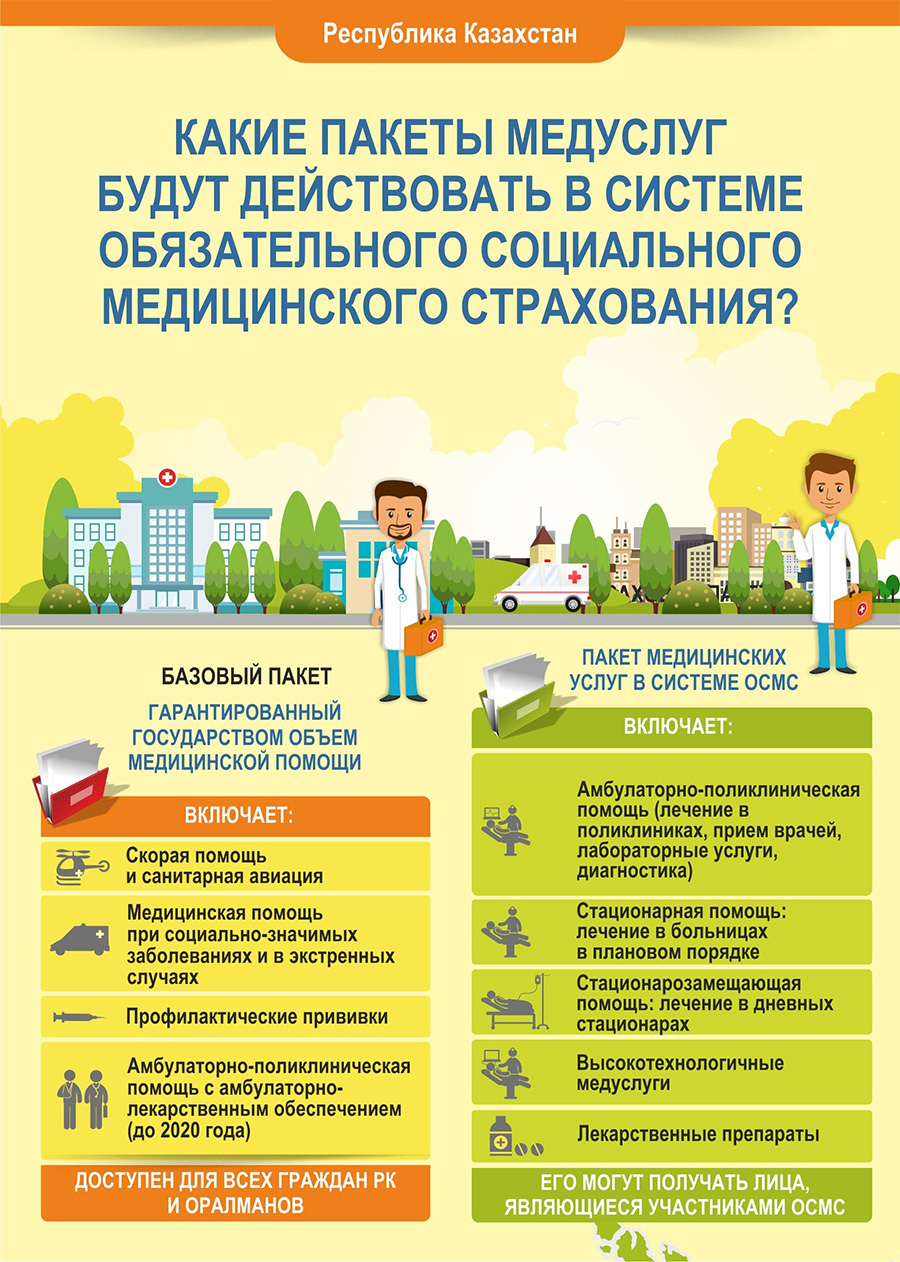 Республика Казахстан
КАКИЕ ПАКЕТЫ МЕДУСЛУГ
БУДУТ ДЕЙСТВОВАТЬ В СИСТЕМЕ
ОБЯЗАТЕЛЬНОГО СОЦИАЛЬНОГО
МЕДИЦИНСКОГО СТРАХОВАНИЯ?
БАЗОВЫЙ ПАКЕТ
ГАРАНТИРОВАННЫЙ
ГОСУДАРСТВОМ ОБЪЕМ
МЕДИЦИНСКОЙ ПОМОЩИ
ВКЛЮЧАЕТ:
Скорая помощь
и санитарная авиация
Медицинская помощь
при социально-значимых
заболеваниях и в экстренных
случаях
Профилактические прививки
Амбулаторно-поликлиническая
помощь с амбулаторно-
лекарственным обеспечением
(до 2020 года)
ДОСТУПЕН ДЛЯ ВСЕХ ГРАЖДАН РК
И ОРАЛМАНОВ
ПАКЕТ МЕДИЦИНСКИХ
УСЛУГ В СИСТЕМЕ ОСМС
ВКЛЮЧАЕТ:
Амбулаторно-поликлиническая
помощь (лечение в
поликлиниках, прием врачей,
лабораторные услуги,
диагностика)
Стационарная помощь:
лечение в больницах
в плановом порядке
Стационарозамещающая
помощь: лечение в дневных
стационарах
Высокотехнологичные
медуслуги
Лекарственные препараты
ЕГО МОГУТ ПОЛУЧАТЬ ЛИЦА,
ЯВЛЯЮЩИЕСЯ УЧАСТНИКАМИ ОСМС